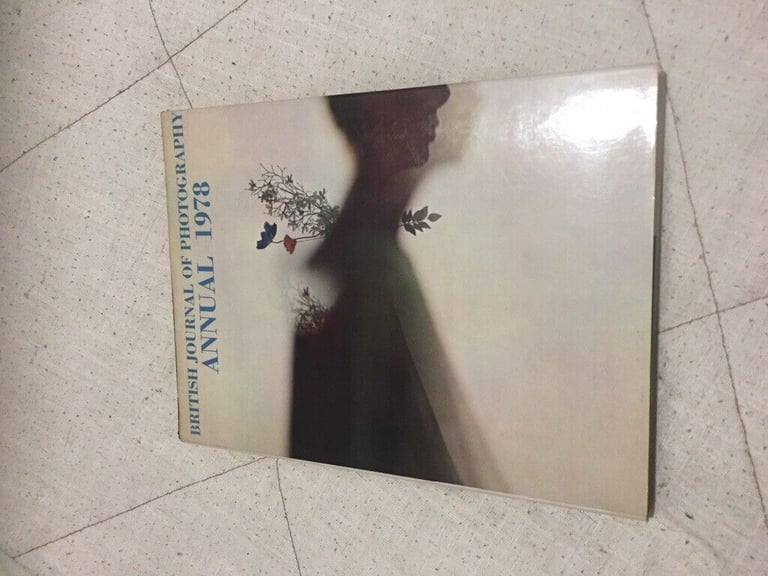 BRITISH JOURNAL OF PHOTOGRAPHY
ANNUAL 1978